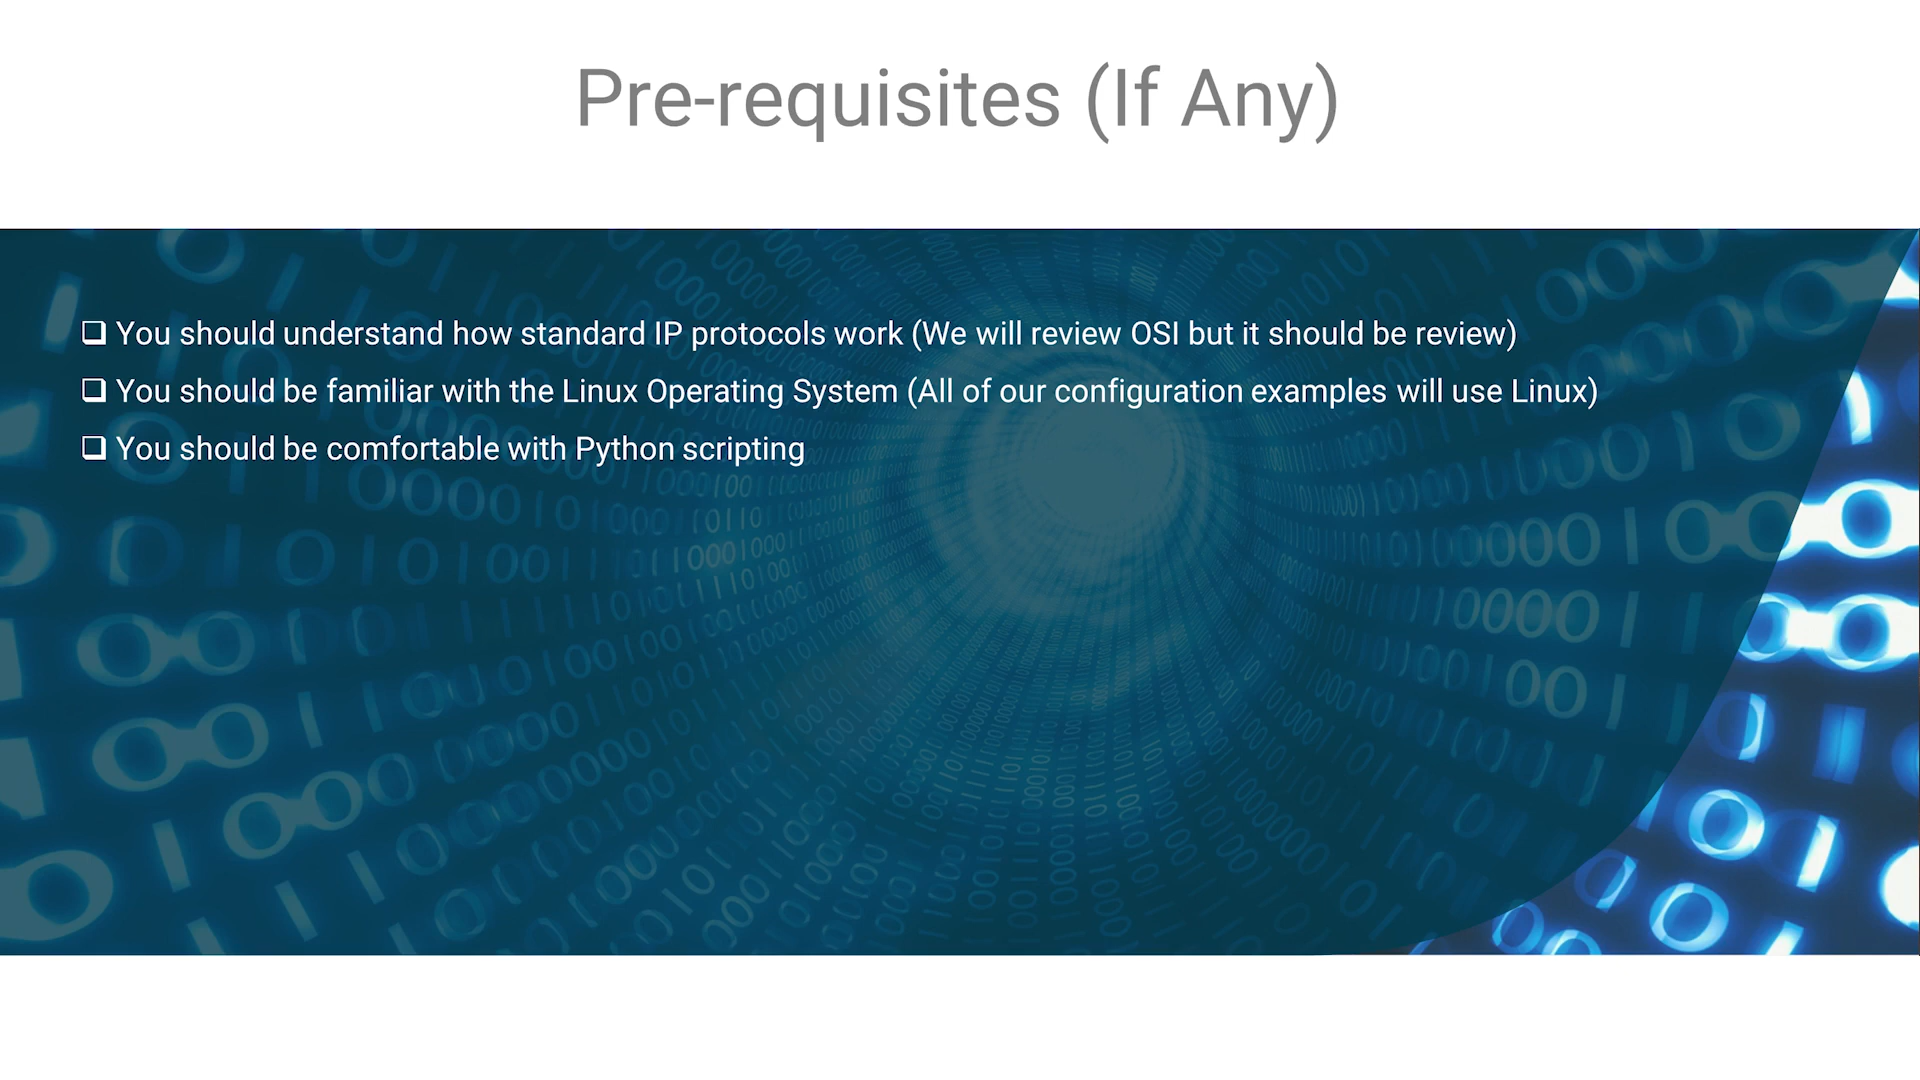 Pre-requisites (If Any)
You should understand how standard IP protocols work (We will review OSI but it should be review)
You should be familiar with the Linux Operating System (All of our configuration examples will use Linux)
You should be comfortable with Python scripting